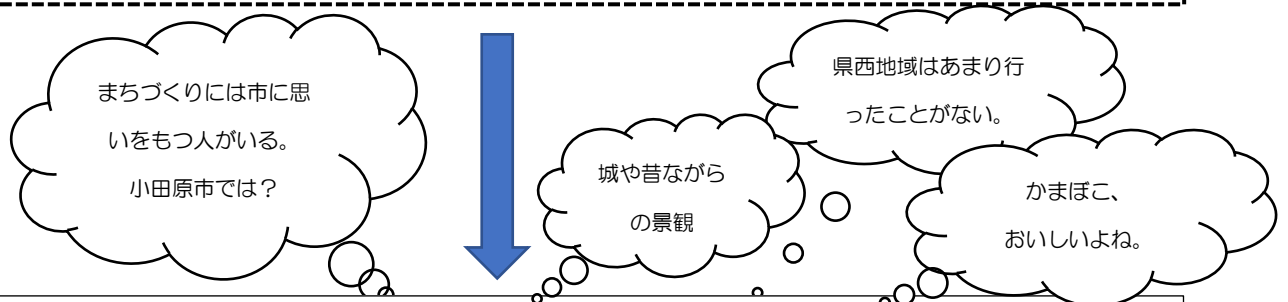 まちづくりには市に思
いをもつ人がいる。
小田原市では？
城や昔ながら
の景観
県西地域はあまり行
ったことがない。
かまぼこ、
おいしいよね。